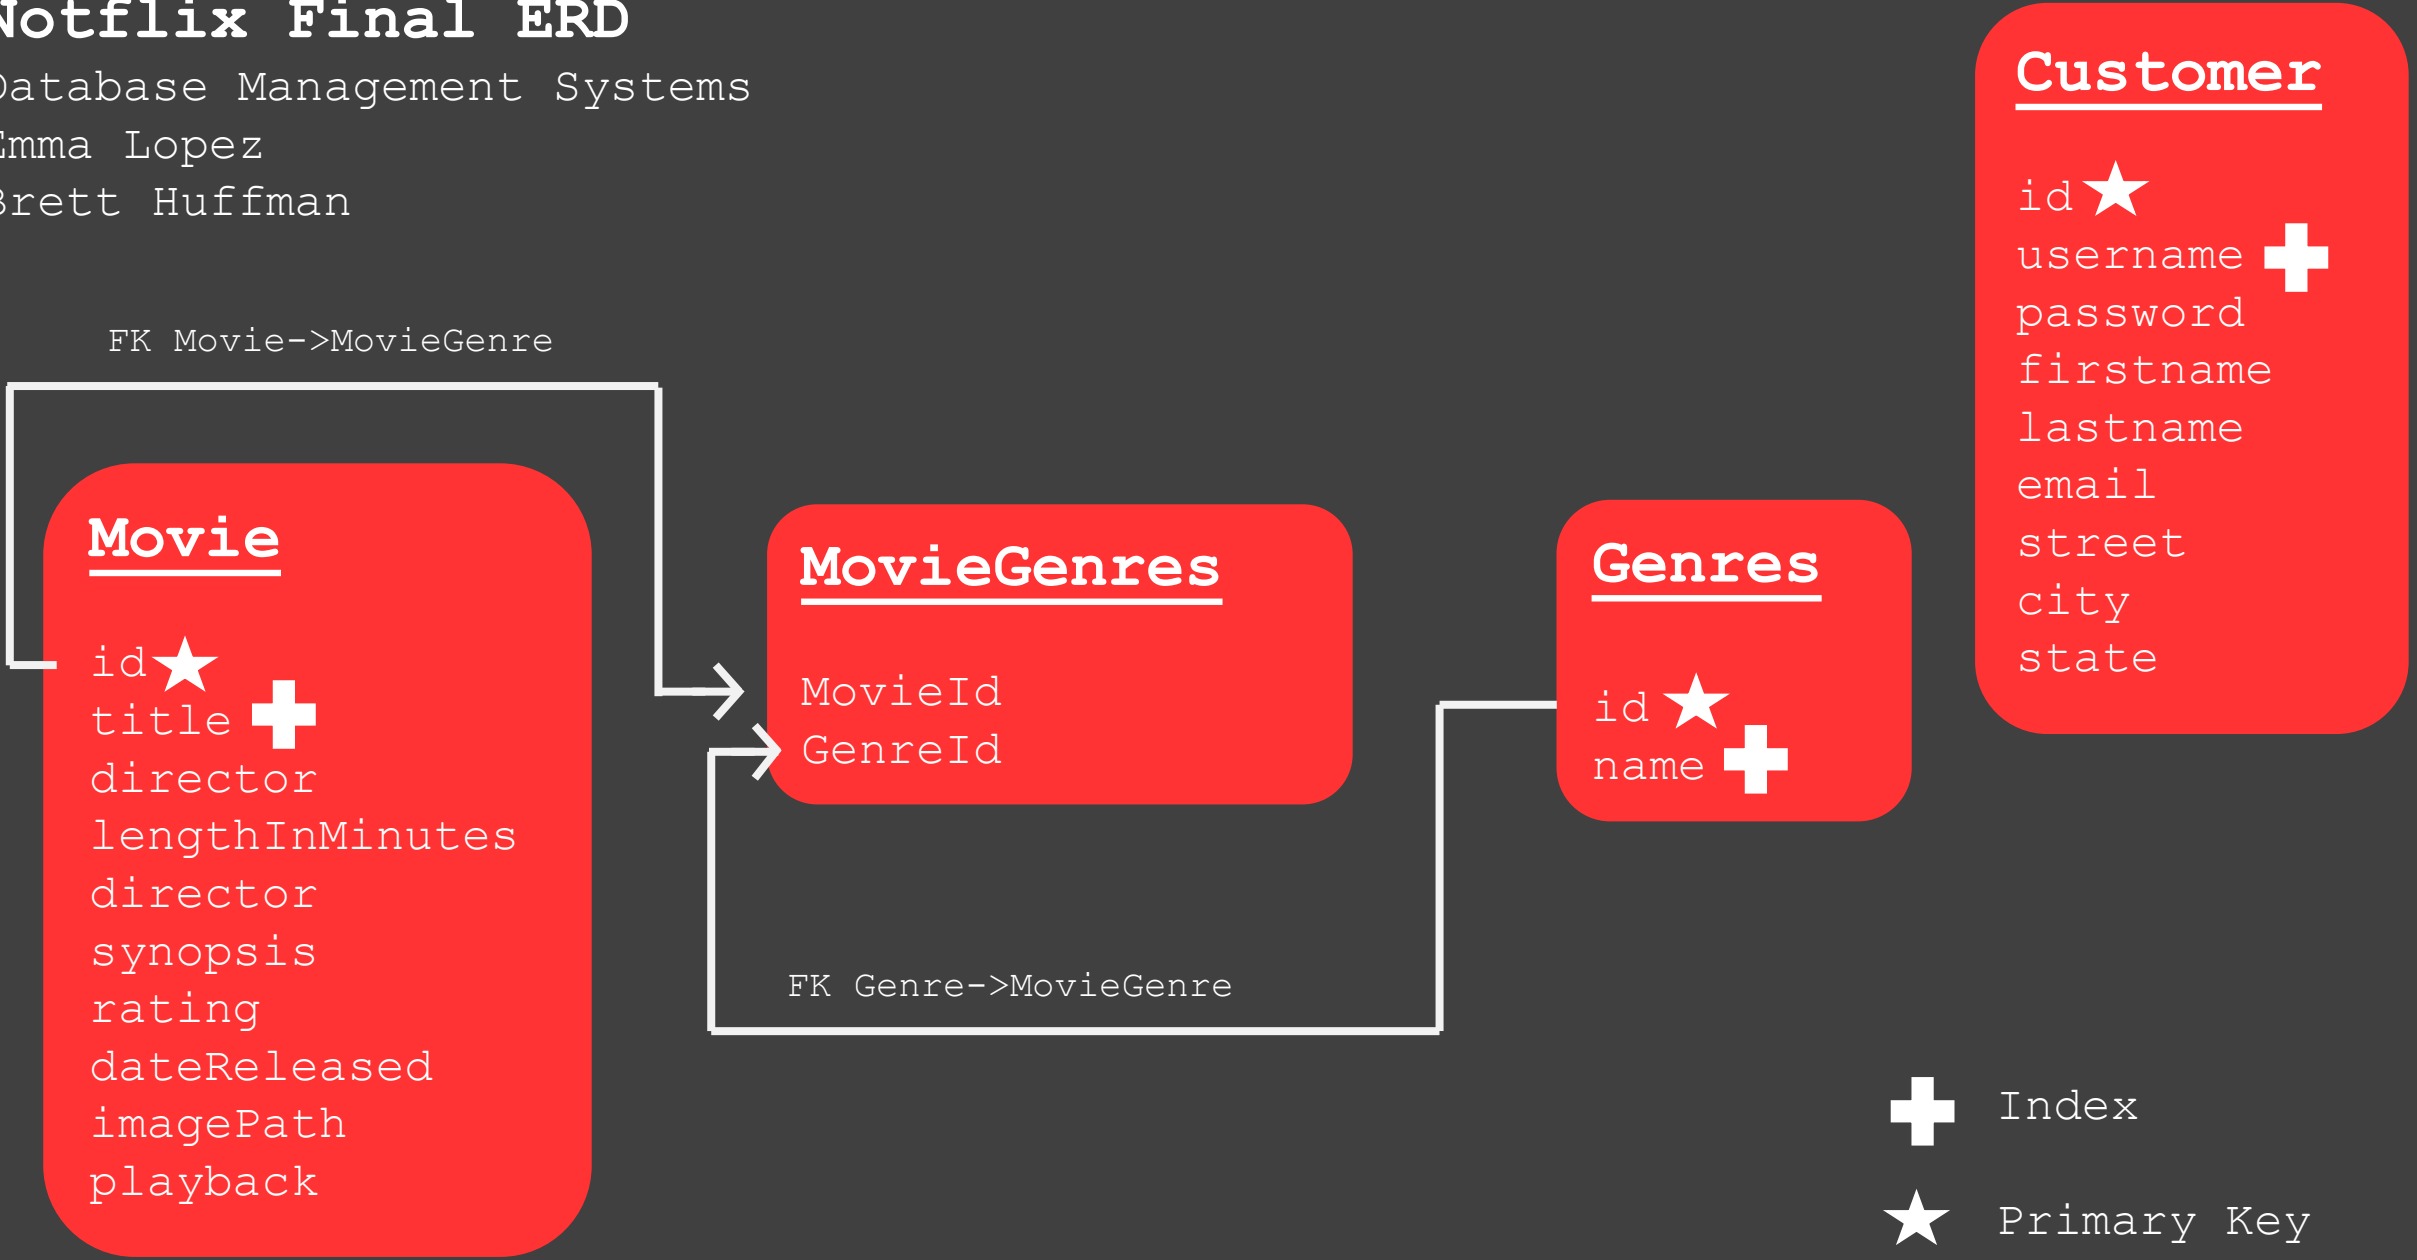 Notflix Final ERD
Database Management Systems
Emma Lopez
Brett Huffman
FK Movie->MovieGenre
Movie
id
title
director
lengthInMinutes
director
synopsis
rating
dateReleased
imagePath
playback
MovieGenres
MovieId
GenreId
FK Genre->MovieGenre
Genres
id
name
Customer
id
username
password
firstname
lastname
email
street
city
state
Index
Primary Key